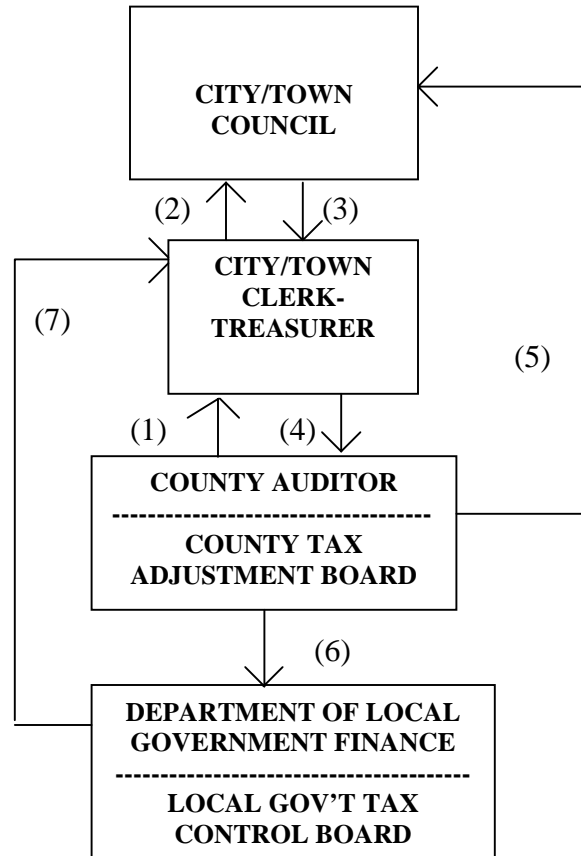 CITY/TOWN
COUNCIL
(2)
(3)
CITY/TOWN
CLERK-
TREASURER
(7)
(5)
(1)
(4)
COUNTY AUDITOR
-------------------------------------
COUNTY TAX
ADJUSTMENT BOARD
(6)
DEPARTMENT OF LOCAL
GOVERNMENT FINANCE
-----------------------------------------
LOCAL GOV'T TAX
CONTROL BOARD